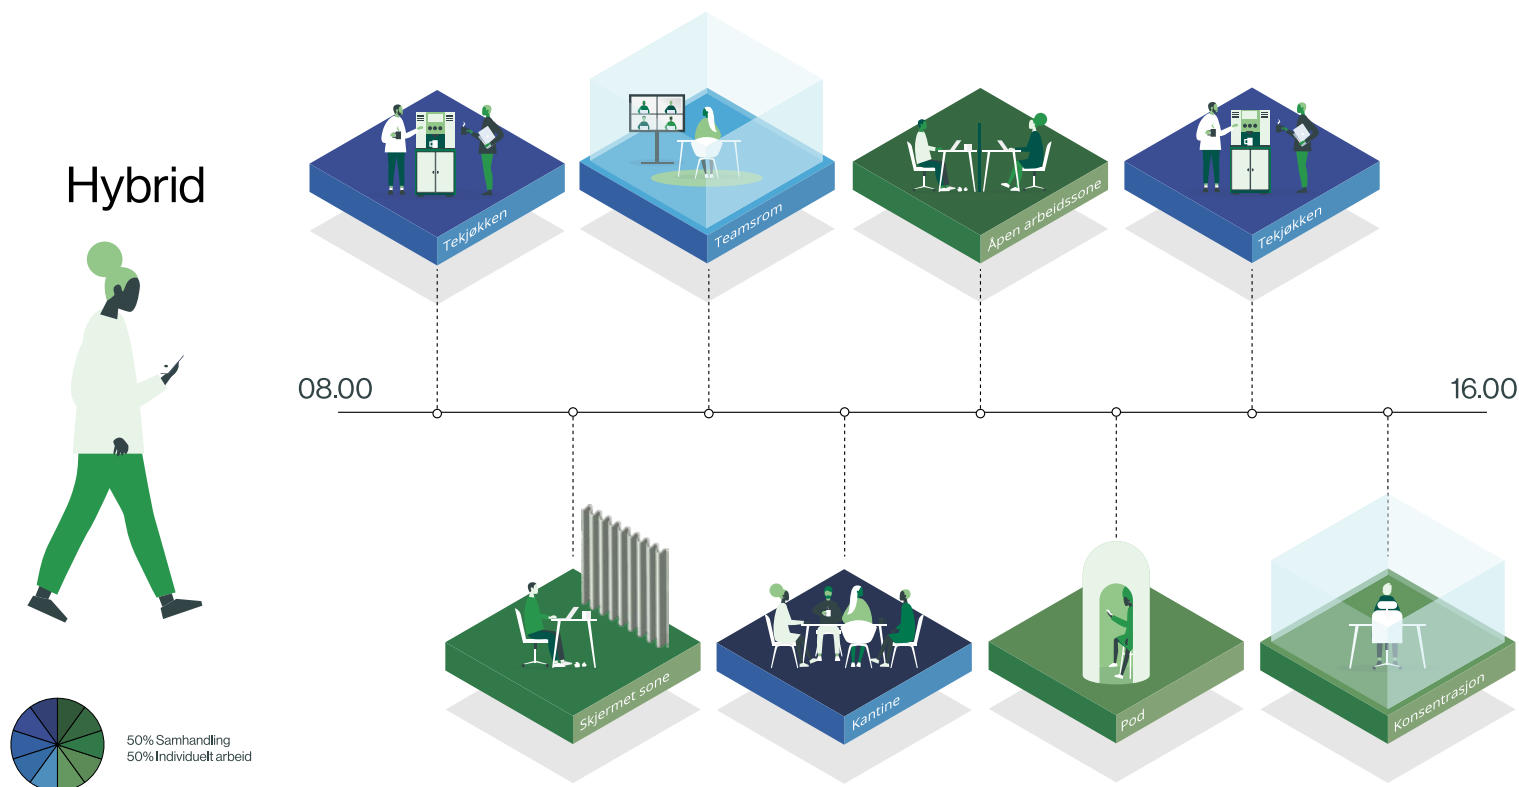 Hybrid
Tekjøkken
Teamsrom
Åpen arbeidssone
Tekjøkken
08.00
16.00
Skjermet sone
Kantine
Pod
Konsentrasjon
50% Samhandling
50% Individuelt arbeid